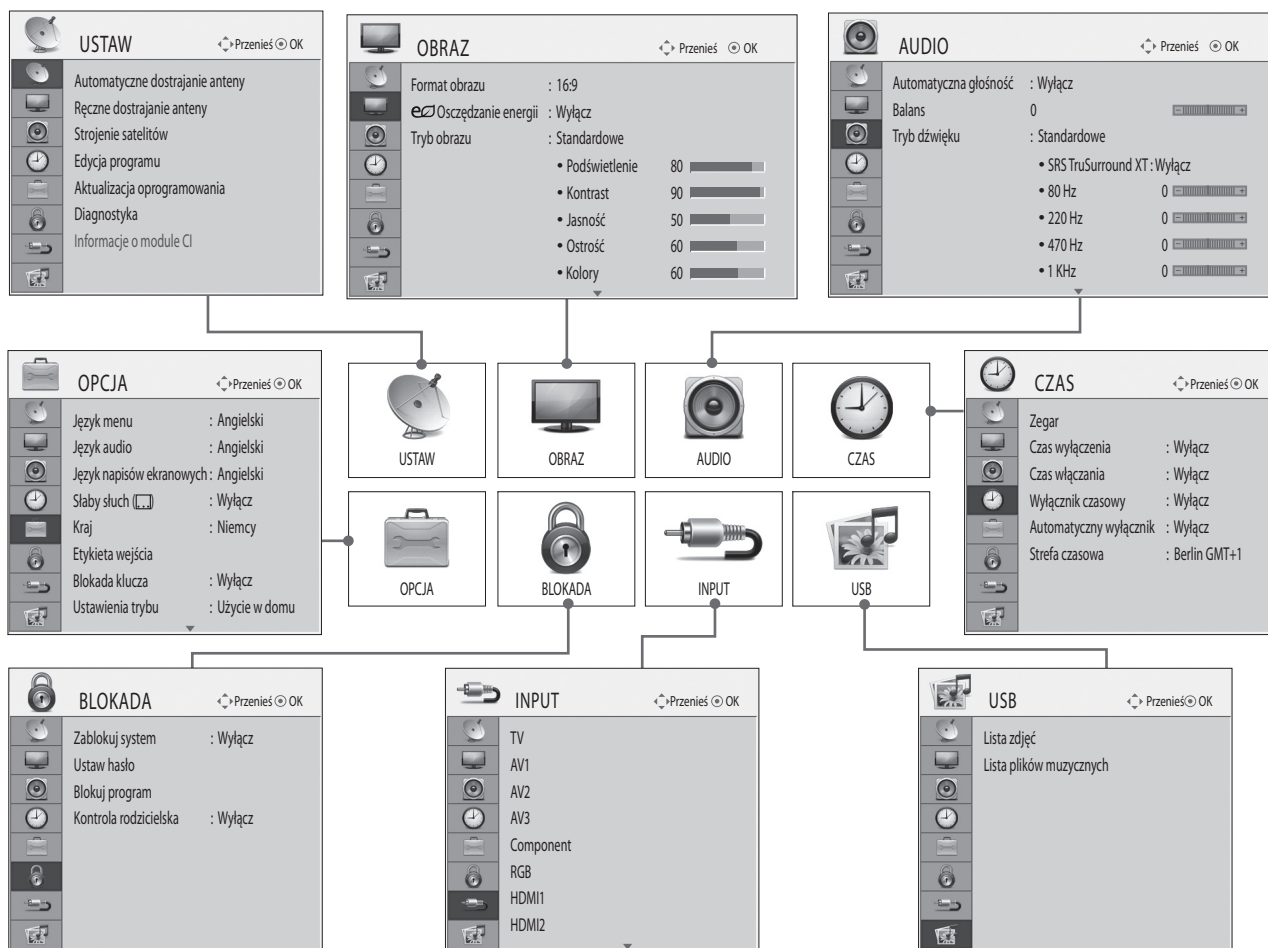 USTAW
Przenieś OK
Automatyczne dostrajanie anteny
Ręczne dostrajanie anteny
Strojenie satelitów
Edycja programu
Aktualizacja oprogramowania
Diagnostyka
Informacje o module CI
OBRAZ
Przenieś OK
Format obrazu : 16:9
Oszczędzanie energii : Wyłącz
Tryb obrazu : Standardowe
• Podświetlenie 80
• Kontrast 90
• Jasność 50
• Ostrość 60
• Kolory 60
AUDIO
Przenieś OK
Automatyczna głośność : Wyłącz
Balans 0 - +
Tryb dźwięku : Standardowe
• SRS TruSurround XT : Wyłącz
• 80 Hz 0 - +
• 220 Hz 0 - +
• 470 Hz 0 - +
• 1 KHz 0 - +
OPCJA
Przenieś OK
Język menu : Angielski
Język audio : Angielski
Język napisów ekranowych : Angielski
Słaby słuch ( ) : Wyłącz
Kraj : Niemcy
Etykieta wejścia
Blokada klucza : Wyłącz
Ustawienia trybu : Użycie w domu
USTAW
OBRAZ
AUDIO
CZAS
OPCJA
BLOKADA
INPUT
USB
CZAS
Przenieś OK
Zegar
Czas wyłączenia : Wyłącz
Czas włączania : Wyłącz
Wyłącznik czasowy : Wyłącz
Automatyczny wyłącznik : Wyłącz
Strefa czasowa : Berlin GMT+1
BLOKADA
Przenieś OK
Zablokuj system : Wyłącz
Ustaw hasło
Blokuj program
Kontrola rodzicielska : Wyłącz
INPUT
Przenieś OK
TV
AV1
AV2
AV3
Component
RGB
HDMI1
HDMI2
USB
Przenieś OK
Lista zdjęć
Lista plików muzycznych